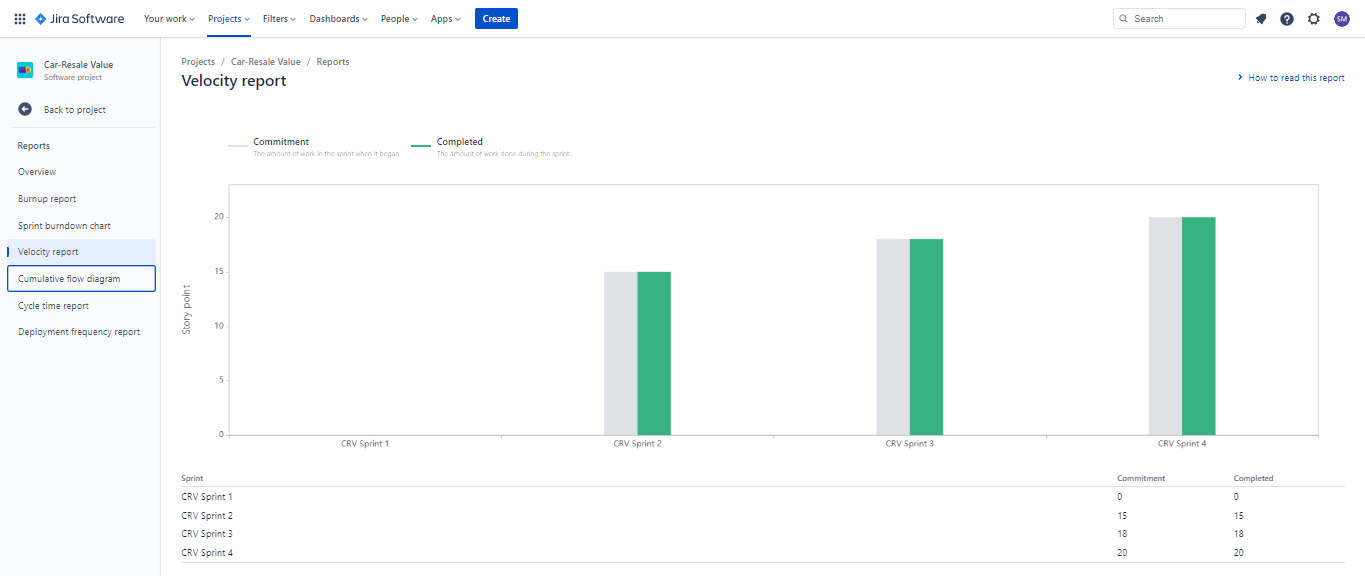 Jira Software Your work Projects Filters Dashboards People Apps Create Search SM
Car-Resale Value
Software project
Back to project
Reports
Overview
Burnup report
Sprint burndown chart
Velocity report
Cumulative flow diagram
Cycle time report
Deployment frequency report
Projects / Car-Resale Value / Reports
Velocity report
How to read this report
Commitment
The amount of work in the sprint when it began.
Completed
The amount of work done during the sprint.
Story point
20
15
10
5
0
CRV Sprint 1 CRV Sprint 2 CRV Sprint 3 CRV Sprint 4
Sprint Commitment Completed
CRV Sprint 1 0 0
CRV Sprint 2 15 15
CRV Sprint 3 18 18
CRV Sprint 4 20 20